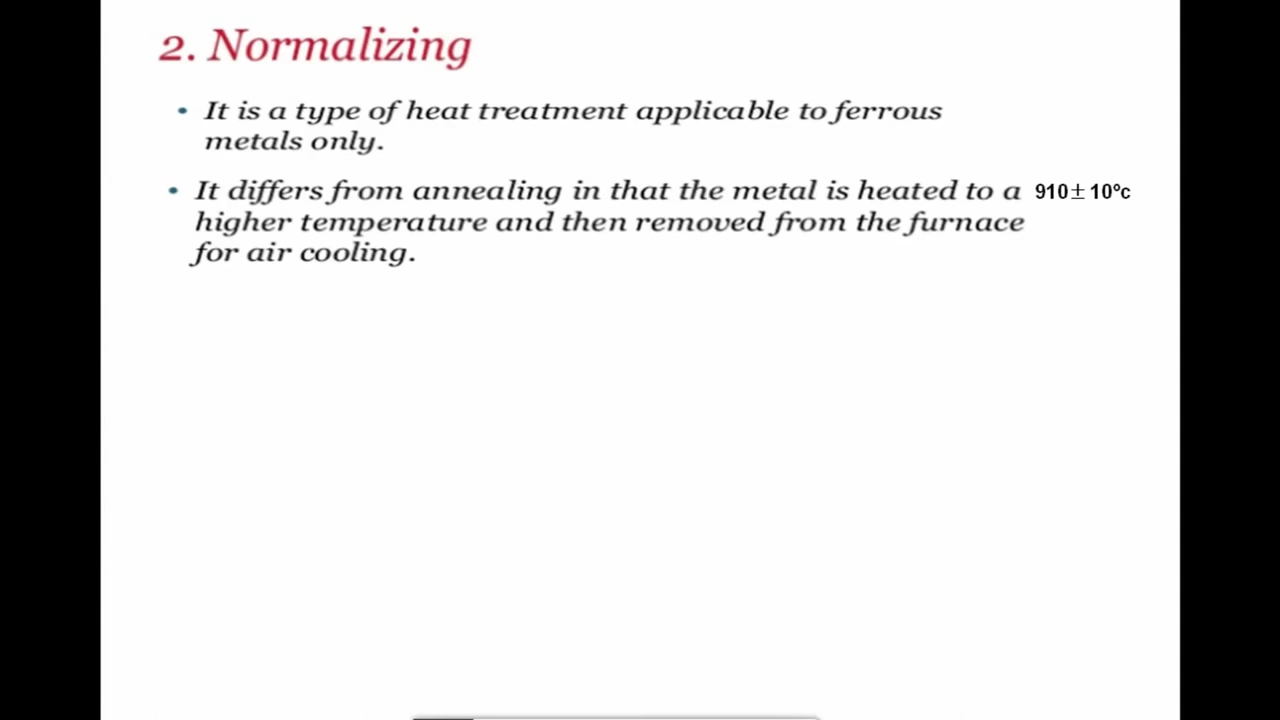 2. Normalizing
• It is a type of heat treatment applicable to ferrous
metals only.
• It differs from annealing in that the metal is heated to a 910±10ºc
higher temperature and then removed from the furnace
for air cooling.